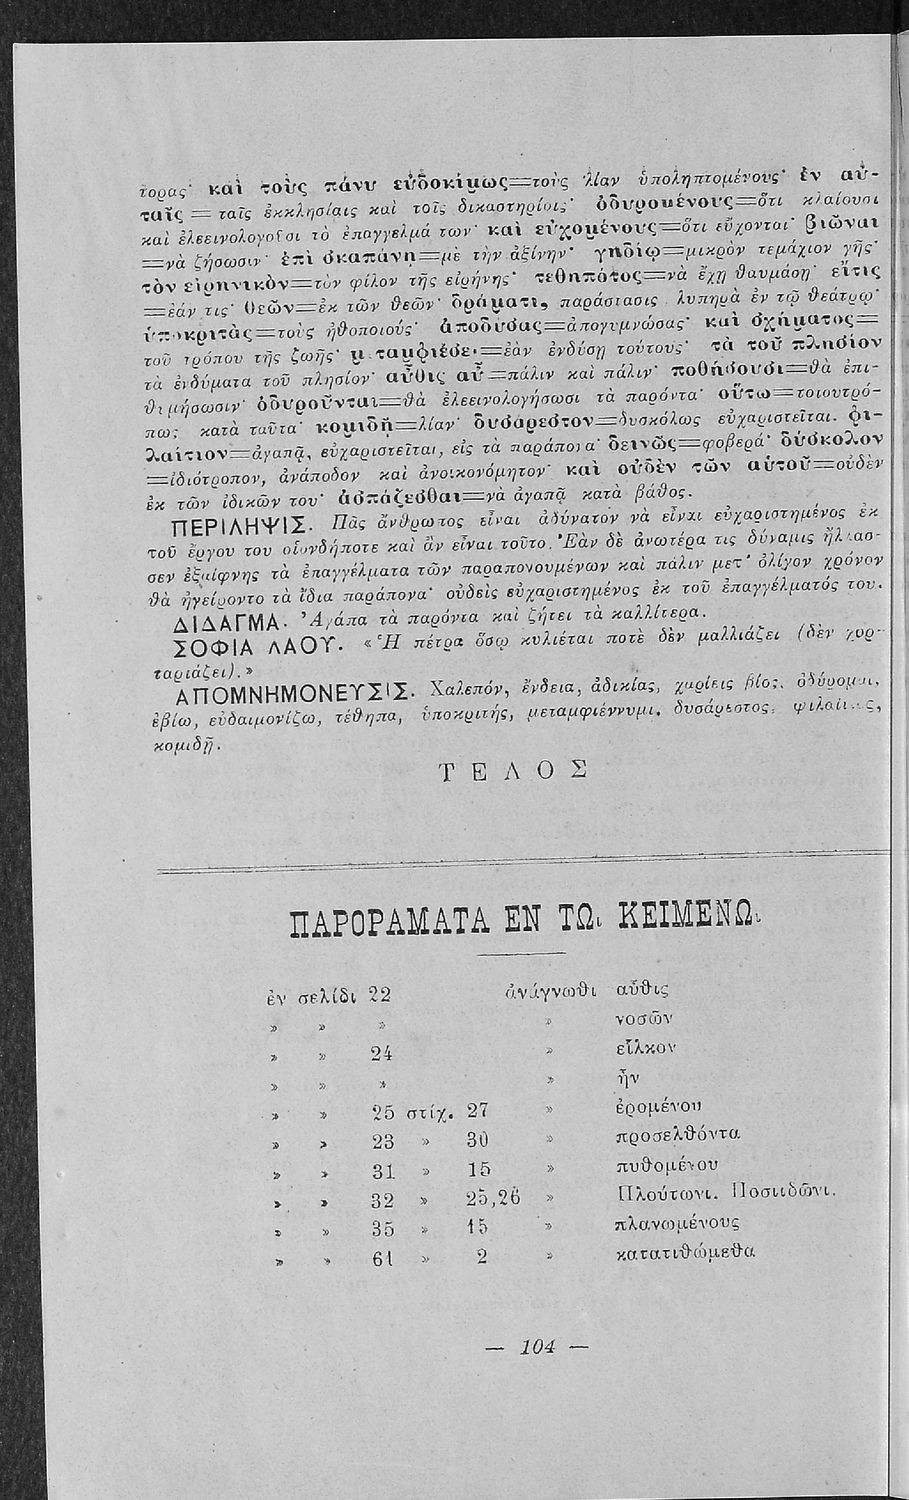 τορας· καὶ τοὺς πάνυ εὐδοκίμως=τοὺς λίαν ὑποληπτομένους· ἐν αὐ-
ταῖς = ταῖς ἐκκλησίαις καὶ τοῖς δικαστηρίοις· ὀδυρομένους=ὅτι κλαίουσι
καὶ ἐλεεινολογοῦσι τὸ ἐπαγγελμά των· καὶ εὐχομένους=ὅτι εὔχονται· βιῶναι
=νὰ ζήσωσιν· ἐπὶ σκαπάνῃ=μὲ τὴν ἀξίνην· γηδίῳ=μικρὸν τεμάχιον γῆς·
τὸν εἰρηνικὸν=τὸν φίλον τῆς εἰρήνης· τεθηπότος=νὰ ἔχῃ θαυμάσῃ· εἴτις
=ἐάν τις· θεῶν=ἐκ τῶν θεῶν· δράματι, παράστασις λυπηρὰ ἐν τῷ θεάτρῳ·
ὑποκριτὰς=τοὺς ἠθοποιούς· ἀποδύσας=ἀπογυμνώσας· καὶ σχήματος=
τοῦ τρόπου τῆς ζωῆς· μεταμφιέσει=ἐὰν ἐνδύσῃ τούτους· τὰ τοῦ πλησίον
τὰ ἐνδύματα τοῦ πλησίον· αὖθις αὖ=πάλιν καὶ πάλιν· ποθήσουσι=θὰ ἐπι-
θυμήσωσιν· ὀδυροῦνται=θὰ ἐλεεινολογήσωσι τὰ παρόντα· οὕτω=τοιουτρό-
πως κατὰ ταῦτα· κομιδῇ=λίαν· δυσάρεστον=δυσκόλως εὐχαριστεῖται. φι-
λαίτιον=ἀγαπᾷ, εὐχαριστεῖται, εἰς τὰ παράπονα· δεινῶς=φοβερά· δύσκολον
=ἰδιότροπον, ἀνάποδον καὶ ἀνοικονόμητον· καὶ οὐδὲν τῶν αὑτοῦ=οὐδὲν
ἐκ τῶν ἰδικῶν του· ἀσπάζεσθαι=νὰ ἀγαπᾷ κατὰ βάθος.
ΠΕΡΙΛΗΨΙΣ. Πᾶς ἄνθρωπος εἶναι ἀδύνατον νὰ εἶναι εὐχαριστημένος ἐκ
τοῦ ἔργου του οἱονδήποτε καὶ ἂν εἶναι τοῦτο. Ἐὰν δὲ ἀνωτέρα τις δύναμις ἤλλασ-
σεν ἐξαίφνης τὰ ἐπαγγέλματα τῶν παραπονουμένων καὶ πάλιν μετ' ὀλίγον χρόνον
θὰ ἠγείροντο τὰ ἴδια παράπονα· οὐδεὶς εὐχαριστημένος ἐκ τοῦ ἐπαγγέλματός του.
ΔΙΔΑΓΜΑ. Ἀγάπα τὰ παρόντα καὶ ζήτει τὰ καλλίτερα.
ΣΟΦΙΑ ΛΑΟΥ. «Ἡ πέτρα ὅσῳ κυλιέται ποτὲ δὲν μαλλιάζει (δὲν χορ-
ταριάζει).»
ΑΠΟΜΝΗΜΟΝΕΥΣΙΣ. Χαλεπόν, ἔνδεια, ἀδικίας, χαρίεις βίος, ὀδύρομαι,
ἐβίω, εὐδαιμονίζω, τέθηπα, ὑποκριτής, μεταμφιέννυμι, δυσάρεστος, φιλαίτιος,
κομιδῇ.
ΤΕΛΟΣ
ΠΑΡΟΡΑΜΑΤΑ ΕΝ ΤΩι ΚΕΙΜΕΝΩι
ἐν σελίδι 22 ἀνάγνωθι αὖθις
» » » » νοσῶν
» » 24 » εἷλκον
» » » » ἦν
» » 25 στίχ. 27 » ἐρομένου
» » 23 » 30 » προσελθόντα
» » 31 » 15 » πυθομένου
» » 32 » 25,26 » Πλούτωνι. Ποσειδῶνι.
» » 35 » 15 » πλανωμένους
» » 61 » 2 » κατατιθώμεθα
— 104 —